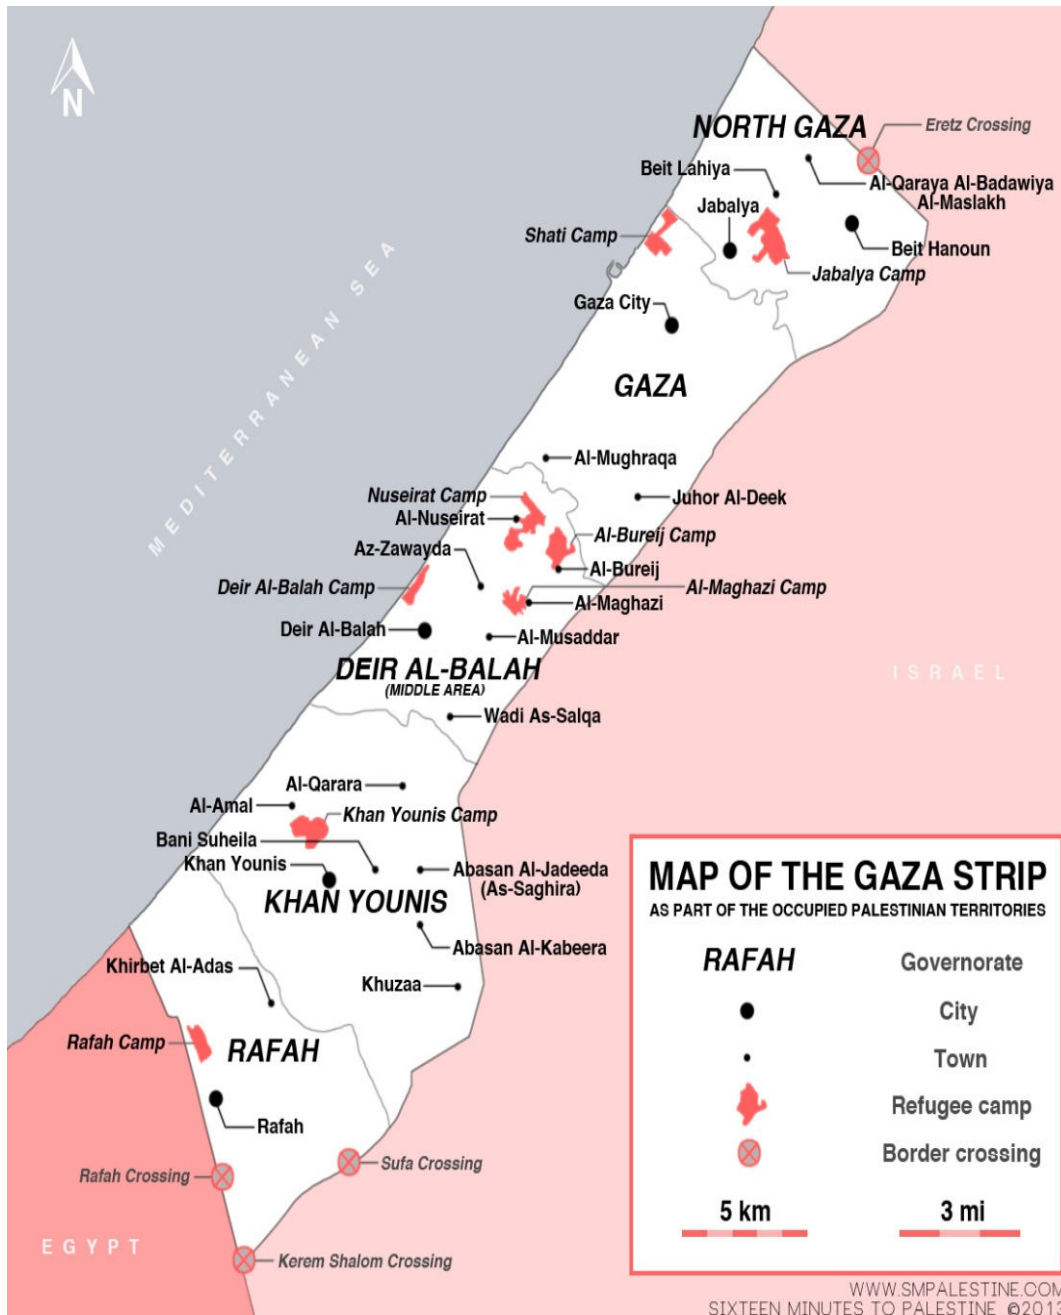 N
NORTH GAZA
Eretz Crossing
Beit Lahiya
Al-Qaraya Al-Badawiya
Al-Maslakh
Jabalya
Shati Camp
Beit Hanoun
Jabalya Camp
Gaza City
MEDITERRANEAN SEA
GAZA
Al-Mughraqa
Nuseirat Camp
Juhor Al-Deek
Al-Nuseirat
Al-Bureij Camp
Az-Zawayda
Al-Bureij
Deir Al-Balah Camp
Al-Maghazi Camp
Al-Maghazi
Deir Al-Balah
Al-Musaddar
DEIR AL-BALAH
(MIDDLE AREA)
ISRAEL
Wadi As-Salqa
Al-Qarara
Al-Amal
Khan Younis Camp
Bani Suheila
Khan Younis
Abasan Al-Jadeeda
(As-Saghira)
KHAN YOUNIS
Abasan Al-Kabeera
Khirbet Al-Adas
Khuzaa
Rafah Camp
RAFAH
Rafah
Sufa Crossing
Rafah Crossing
EGYPT
Kerem Shalom Crossing
MAP OF THE GAZA STRIP
AS PART OF THE OCCUPIED PALESTINIAN TERRITORIES
RAFAH Governorate
City
Town
Refugee camp
Border crossing
5 km 3 mi
WWW.SMPALESTINE.COM
SIXTEEN MINUTES TO PALESTINE ©2013